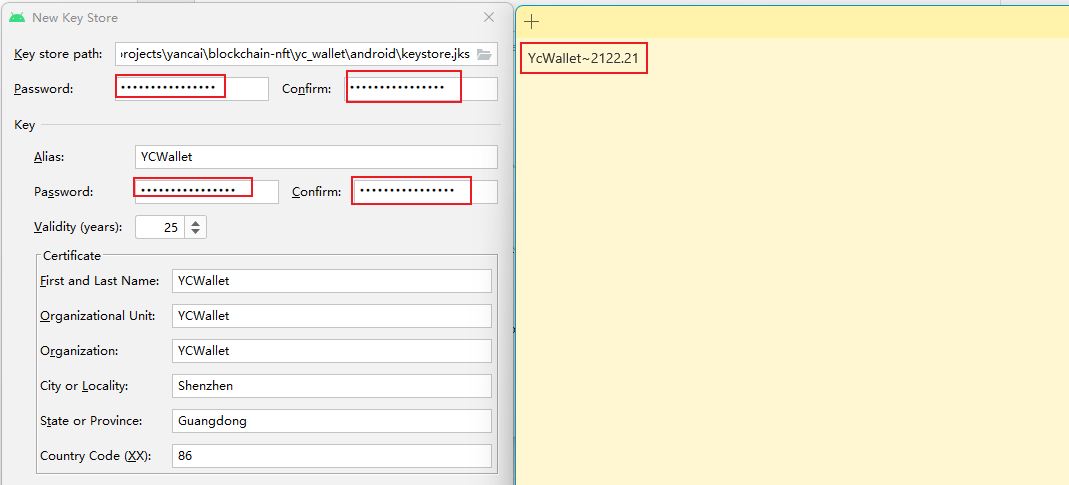 New Key Store
Key store path: ›rojects\yancai\blockchain-nft\yc_wallet\android\keystore.jks
Password: •••••••••••••••• Confirm: ••••••••••••••••
Key
Alias: YCWallet
Password: •••••••••••••••• Confirm: ••••••••••••••••
Validity (years): 25
Certificate
First and Last Name: YCWallet
Organizational Unit: YCWallet
Organization: YCWallet
City or Locality: Shenzhen
State or Province: Guangdong
Country Code (XX): 86
YcWallet~2122.21